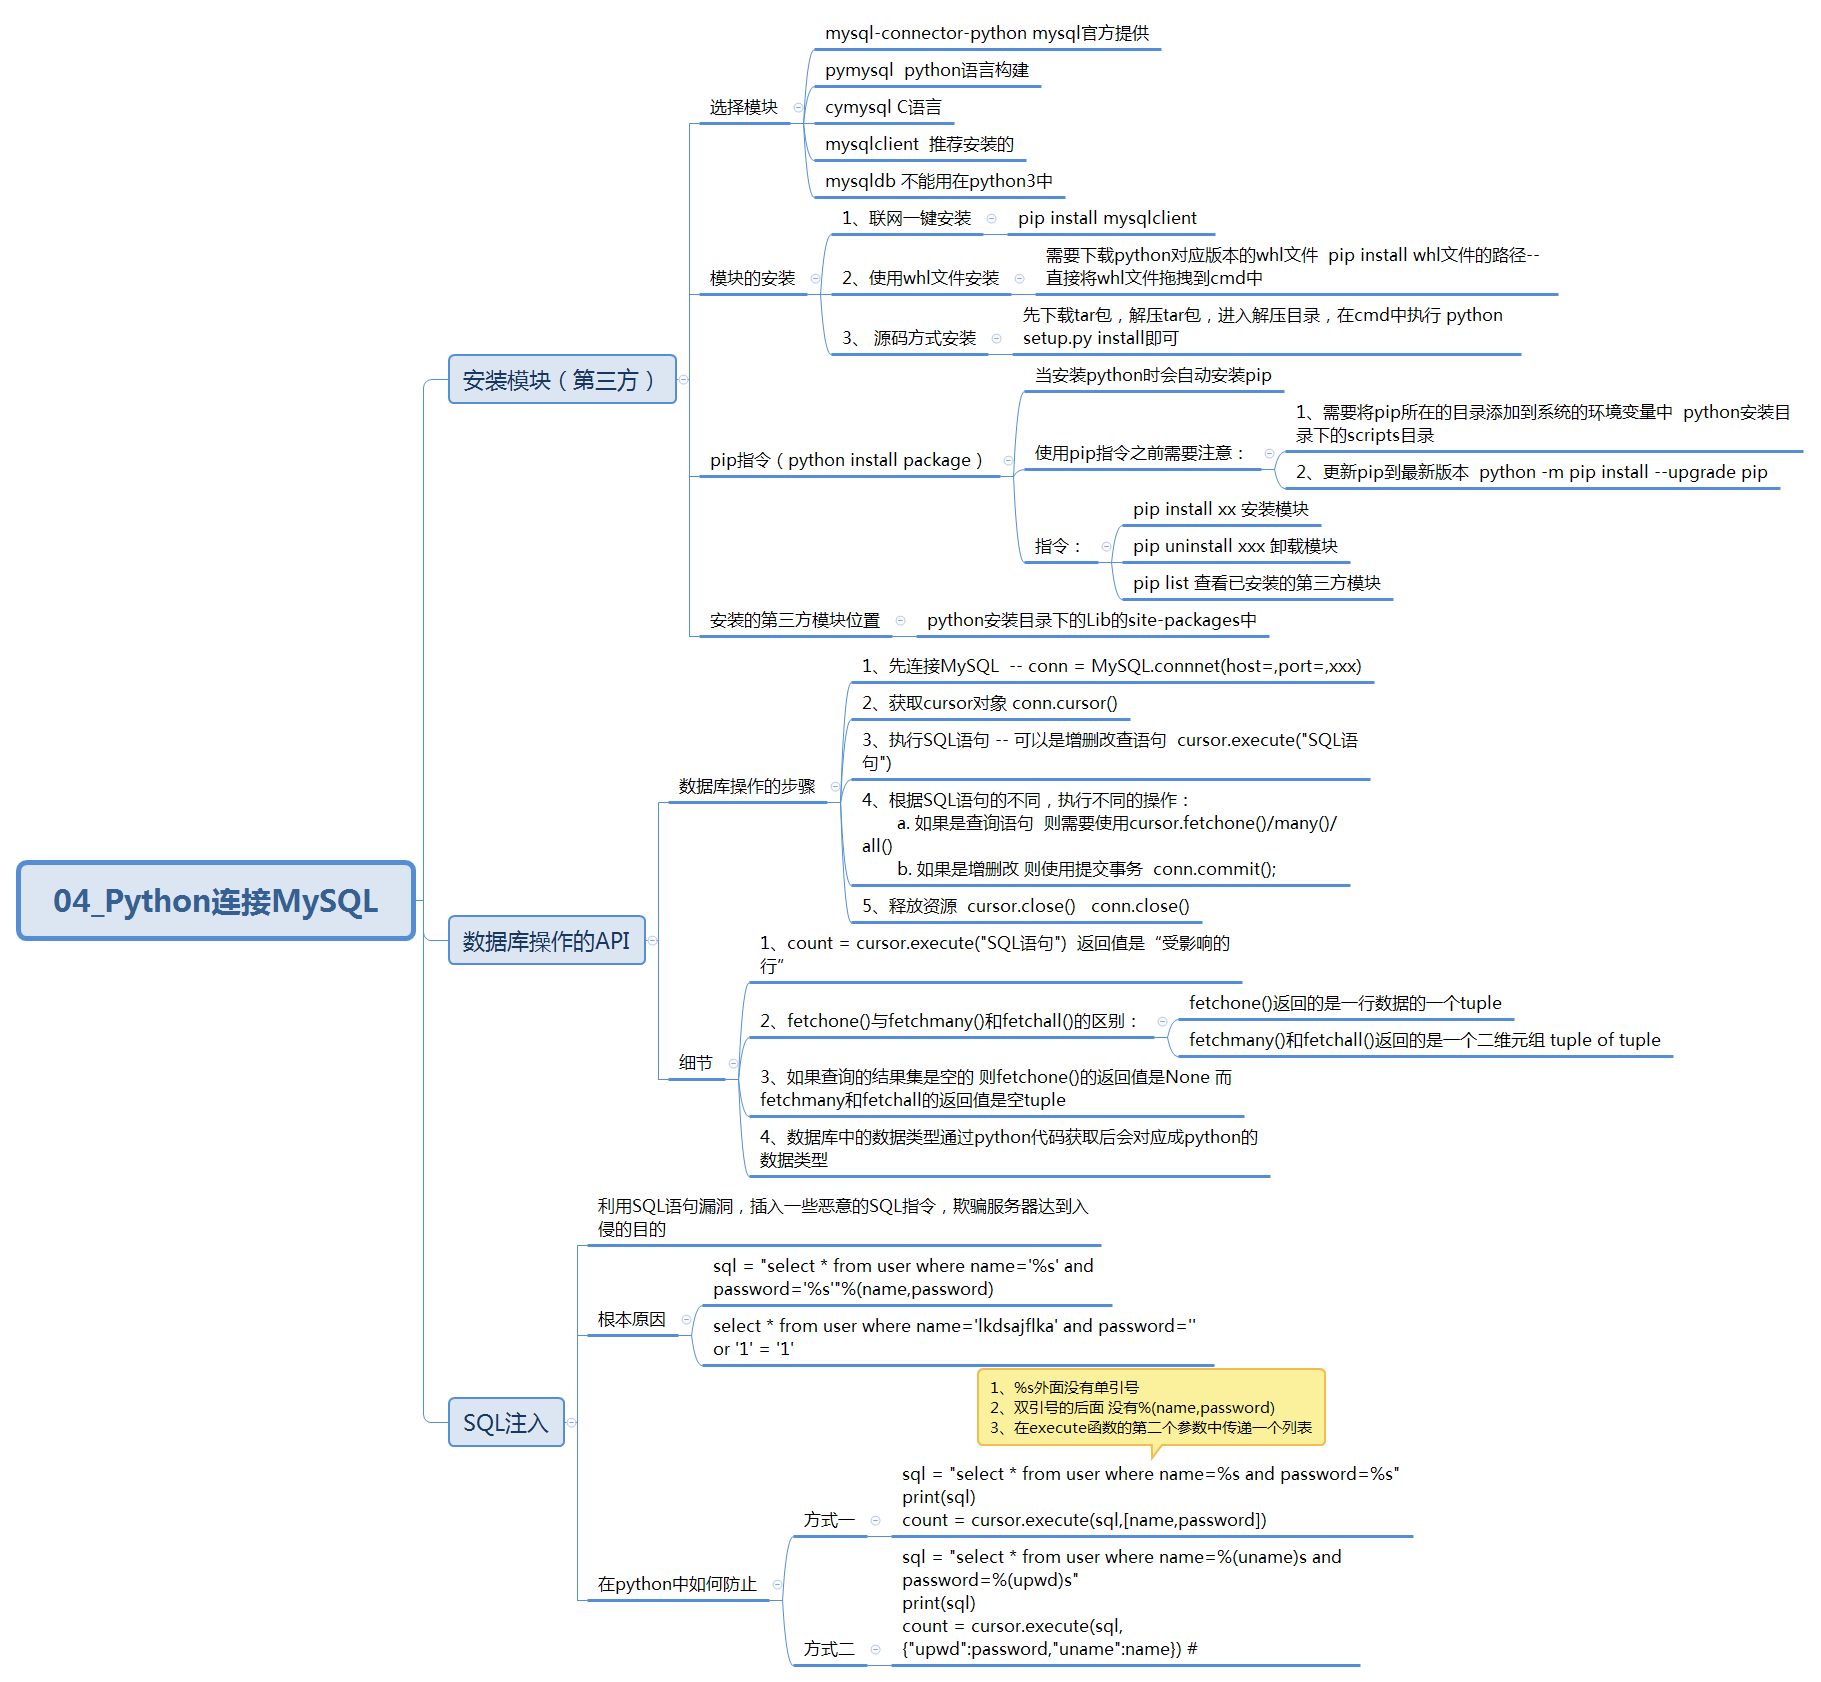 04_Python连接MySQL
安装模块（第三方）
选择模块
mysql-connector-python mysql官方提供
pymysql  python语言构建
cymysql C语言
mysqlclient  推荐安装的
mysqldb 不能用在python3中
模块的安装
1、联网一键安装
pip install mysqlclient
2、使用whl文件安装
需要下载python对应版本的whl文件  pip install whl文件的路径--
直接将whl文件拖拽到cmd中
3、 源码方式安装
先下载tar包，解压tar包，进入解压目录，在cmd中执行 python
setup.py install即可
pip指令（python install package）
当安装python时会自动安装pip
使用pip指令之前需要注意：
1、需要将pip所在的目录添加到系统的环境变量中  python安装目
录下的scripts目录
2、更新pip到最新版本  python -m pip install --upgrade pip
指令：
pip install xx 安装模块
pip uninstall xxx 卸载模块
pip list 查看已安装的第三方模块
安装的第三方模块位置
python安装目录下的Lib的site-packages中
数据库操作的API
数据库操作的步骤
1、先连接MySQL  -- conn = MySQL.connnet(host=,port=,xxx)
2、获取cursor对象 conn.cursor()
3、执行SQL语句 -- 可以是增删改查语句  cursor.execute("SQL语
句")
4、根据SQL语句的不同，执行不同的操作：
a. 如果是查询语句  则需要使用cursor.fetchone()/many()/
all()
b. 如果是增删改 则使用提交事务  conn.commit();
5、释放资源  cursor.close()   conn.close()
细节
1、count = cursor.execute("SQL语句")  返回值是“受影响的
行”
2、fetchone()与fetchmany()和fetchall()的区别：
fetchone()返回的是一行数据的一个tuple
fetchmany()和fetchall()返回的是一个二维元组 tuple of tuple
3、如果查询的结果集是空的 则fetchone()的返回值是None 而
fetchmany和fetchall的返回值是空tuple
4、数据库中的数据类型通过python代码获取后会对应成python的
数据类型
SQL注入
利用SQL语句漏洞，插入一些恶意的SQL指令，欺骗服务器达到入
侵的目的
根本原因
sql = "select * from user where name='%s' and
password='%s'"%(name,password)
select * from user where name='lkdsajflka' and password=''
or '1' = '1'
在python中如何防止
1、%s外面没有单引号
2、双引号的后面 没有%(name,password)
3、在execute函数的第二个参数中传递一个列表
方式一
sql = "select * from user where name=%s and password=%s"
print(sql)
count = cursor.execute(sql,[name,password])
方式二
sql = "select * from user where name=%(uname)s and
password=%(upwd)s"
print(sql)
count = cursor.execute(sql,
{"upwd":password,"uname":name}) #